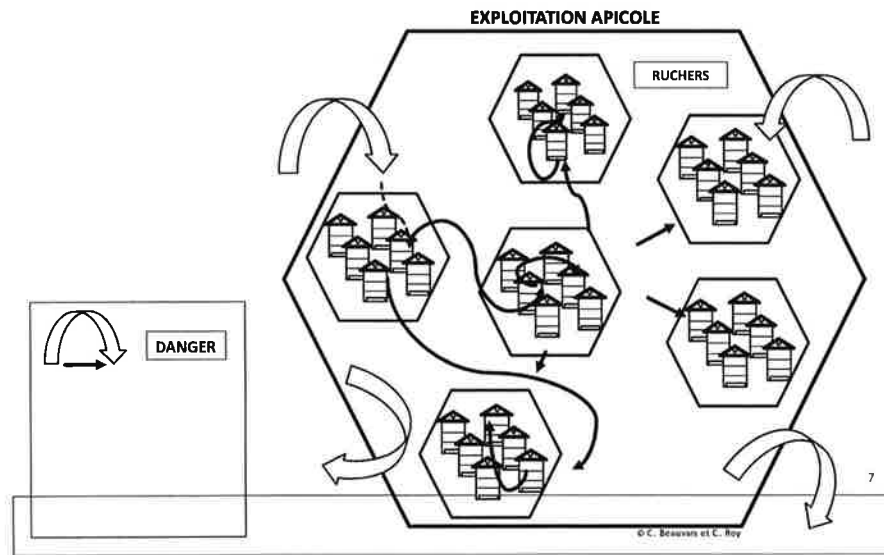 EXPLOITATION APICOLE
RUCHERS
DANGER
7
© C. Beauvais et C. Roy